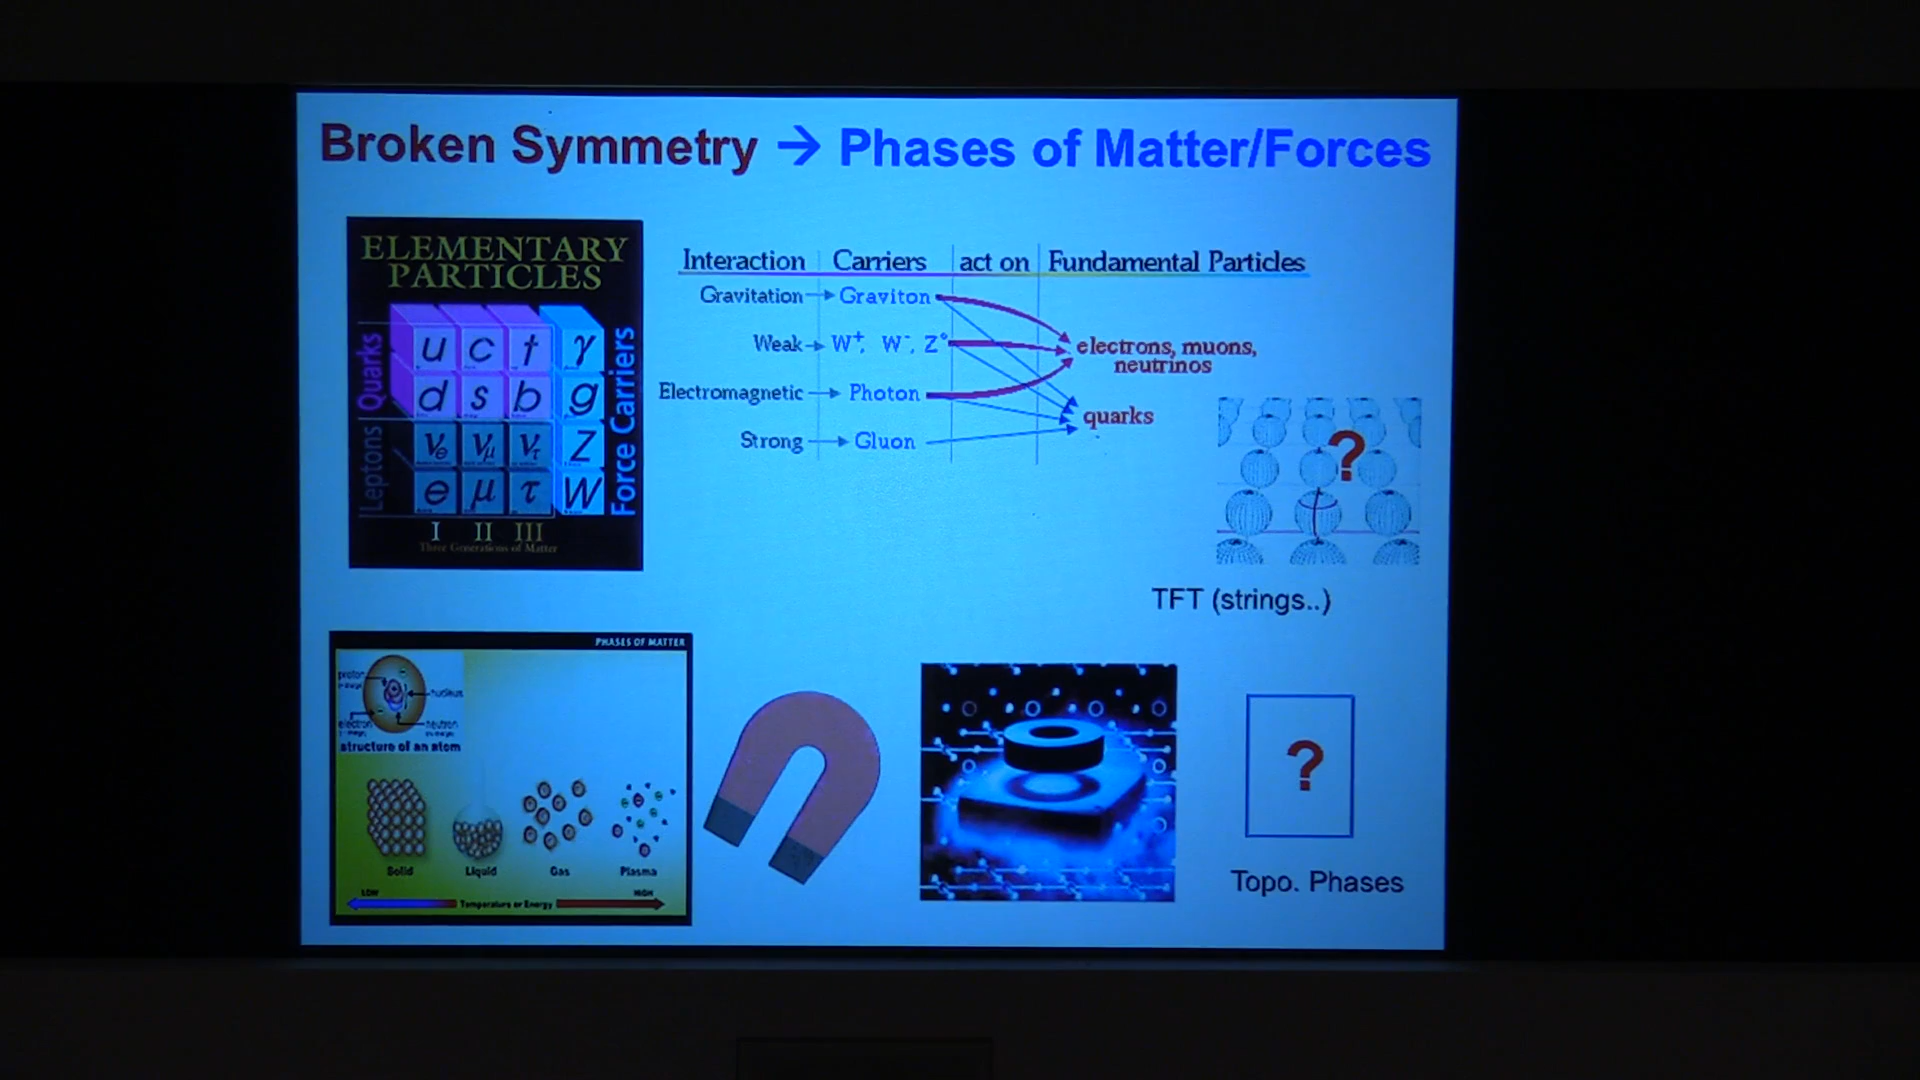 Broken Symmetry → Phases of Matter/Forces
ELEMENTARY
PARTICLES
Quarks
u c t γ
d s b g
Leptons
νe νμ ντ Z
e μ τ W
Force Carriers
I II III
Three Generations of Matter
Interaction Carriers act on Fundamental Particles
Gravitation → Graviton
Weak → W+, W-, Z°
Electromagnetic → Photon
Strong → Gluon
electrons, muons,
neutrinos
quarks
?
TFT (strings..)
PHASES OF MATTER
proton
nucleus
electron
neutron
structure of an atom
Solid Liquid Gas Plasma
LOW HIGH
Temperature or Energy
?
Topo. Phases